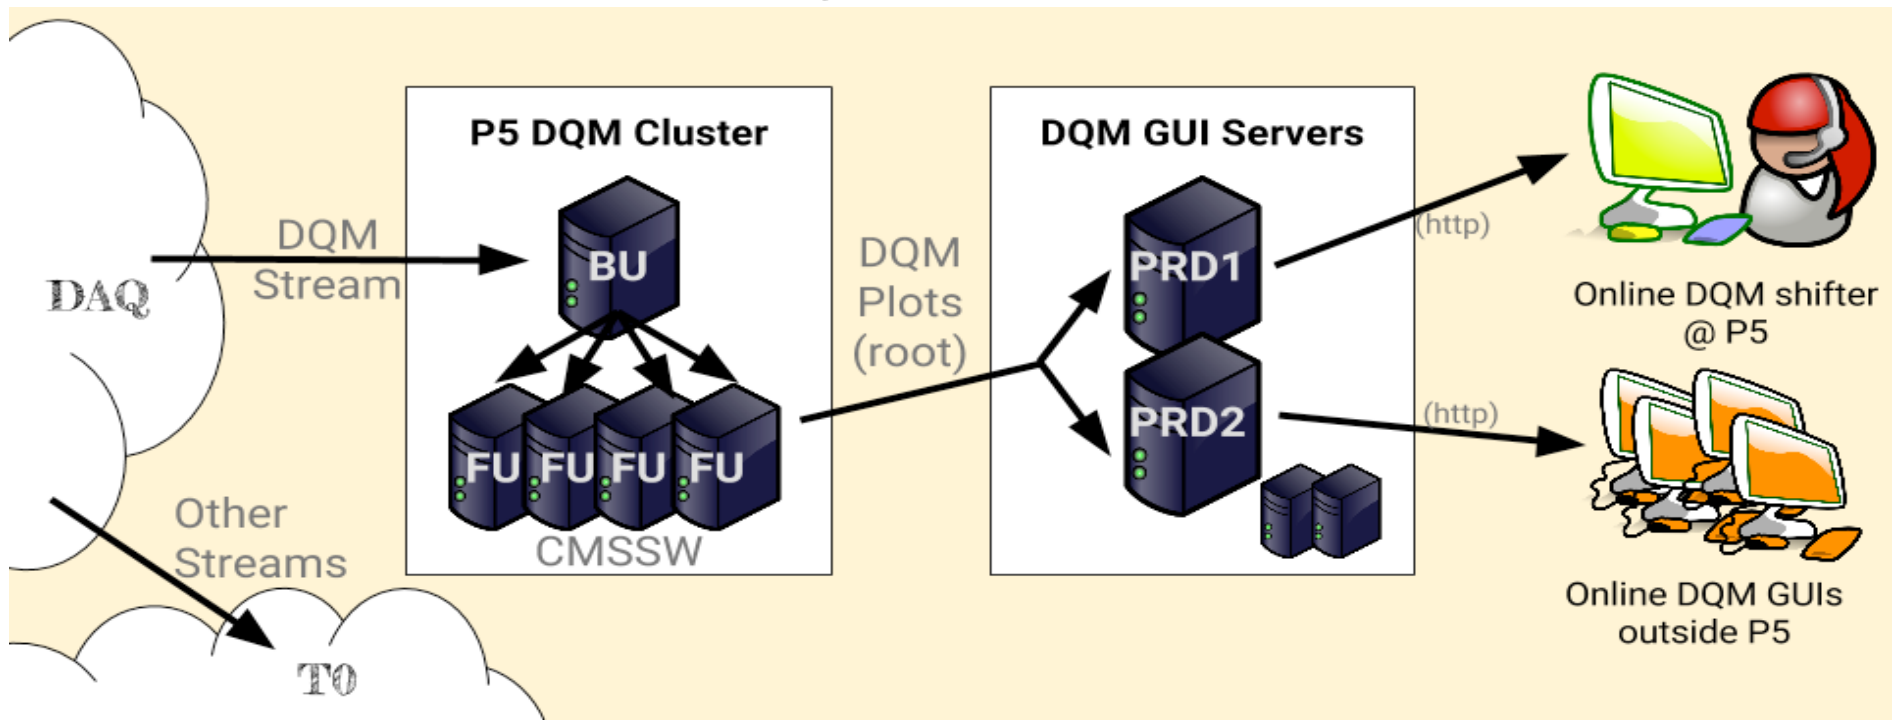 P5 DQM Cluster
DQM GUI Servers
DQM
Stream
DAQ
BU
FU
FU
FU
FU
CMSSW
DQM
Plots
(root)
PRD1
PRD2
(http)
(http)
Online DQM shifter
@ P5
Online DQM GUIs
outside P5
Other
Streams
T0